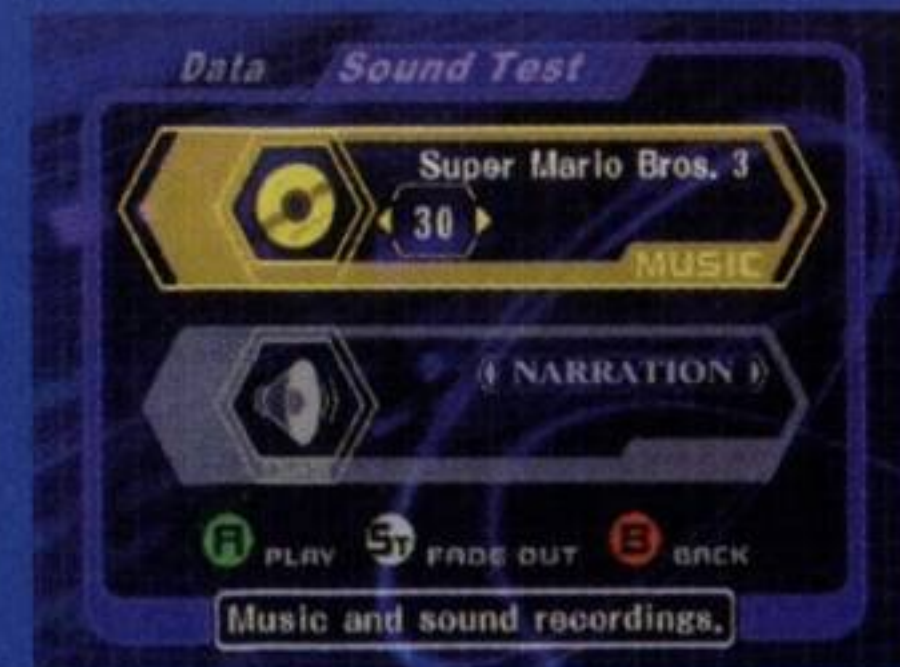 Data Sound Test
Super Mario Bros. 3
30
MUSIC
NARRATION
A PLAY ST FADE OUT B BACK
Music and sound recordings.